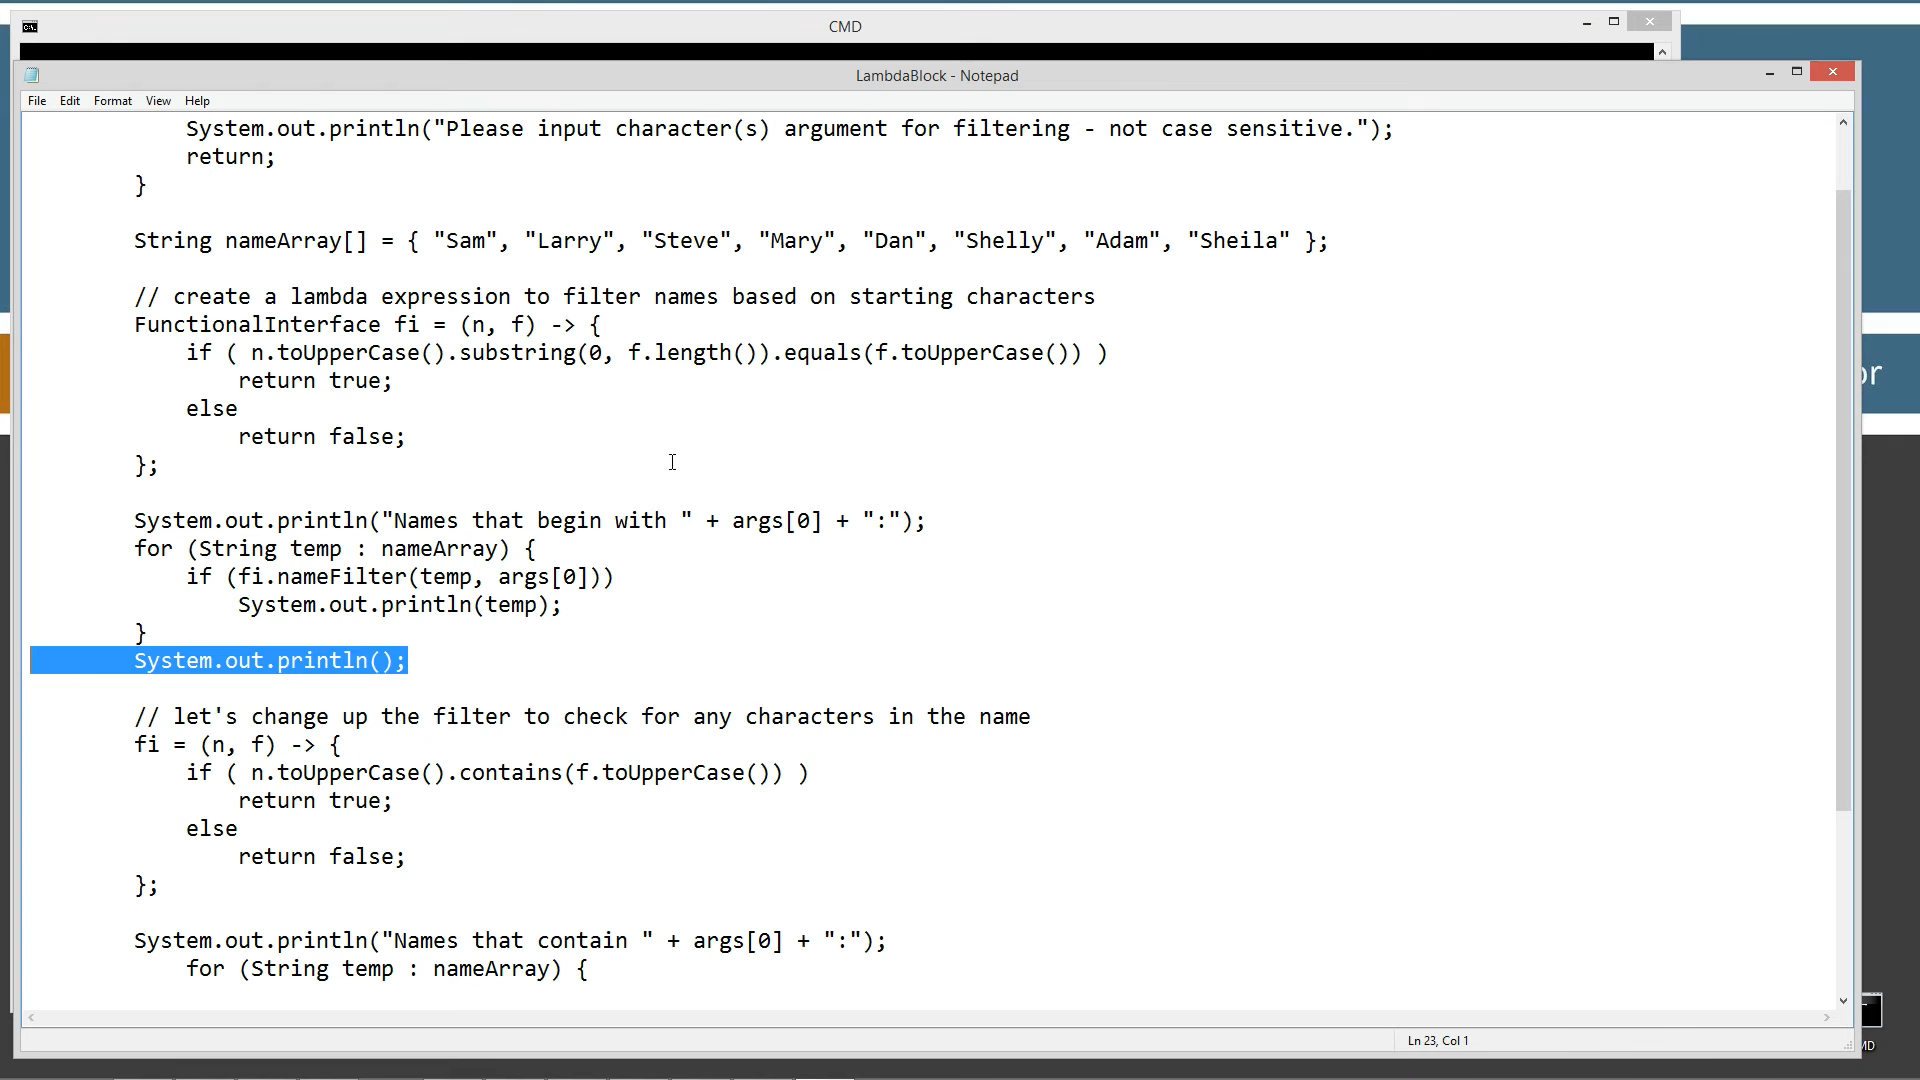 CMD
LambdaBlock - Notepad
File Edit Format View Help
System.out.println("Please input character(s) argument for filtering - not case sensitive.");
return;
}
String nameArray[] = { "Sam", "Larry", "Steve", "Mary", "Dan", "Shelly", "Adam", "Sheila" };
// create a lambda expression to filter names based on starting characters
FunctionalInterface fi = (n, f) -> {
if ( n.toUpperCase().substring(0, f.length()).equals(f.toUpperCase()) )
return true;
else
return false;
};
System.out.println("Names that begin with " + args[0] + ":");
for (String temp : nameArray) {
if (fi.nameFilter(temp, args[0]))
System.out.println(temp);
}
System.out.println();
// let's change up the filter to check for any characters in the name
fi = (n, f) -> {
if ( n.toUpperCase().contains(f.toUpperCase()) )
return true;
else
return false;
};
System.out.println("Names that contain " + args[0] + ":");
for (String temp : nameArray) {
Ln 23, Col 1